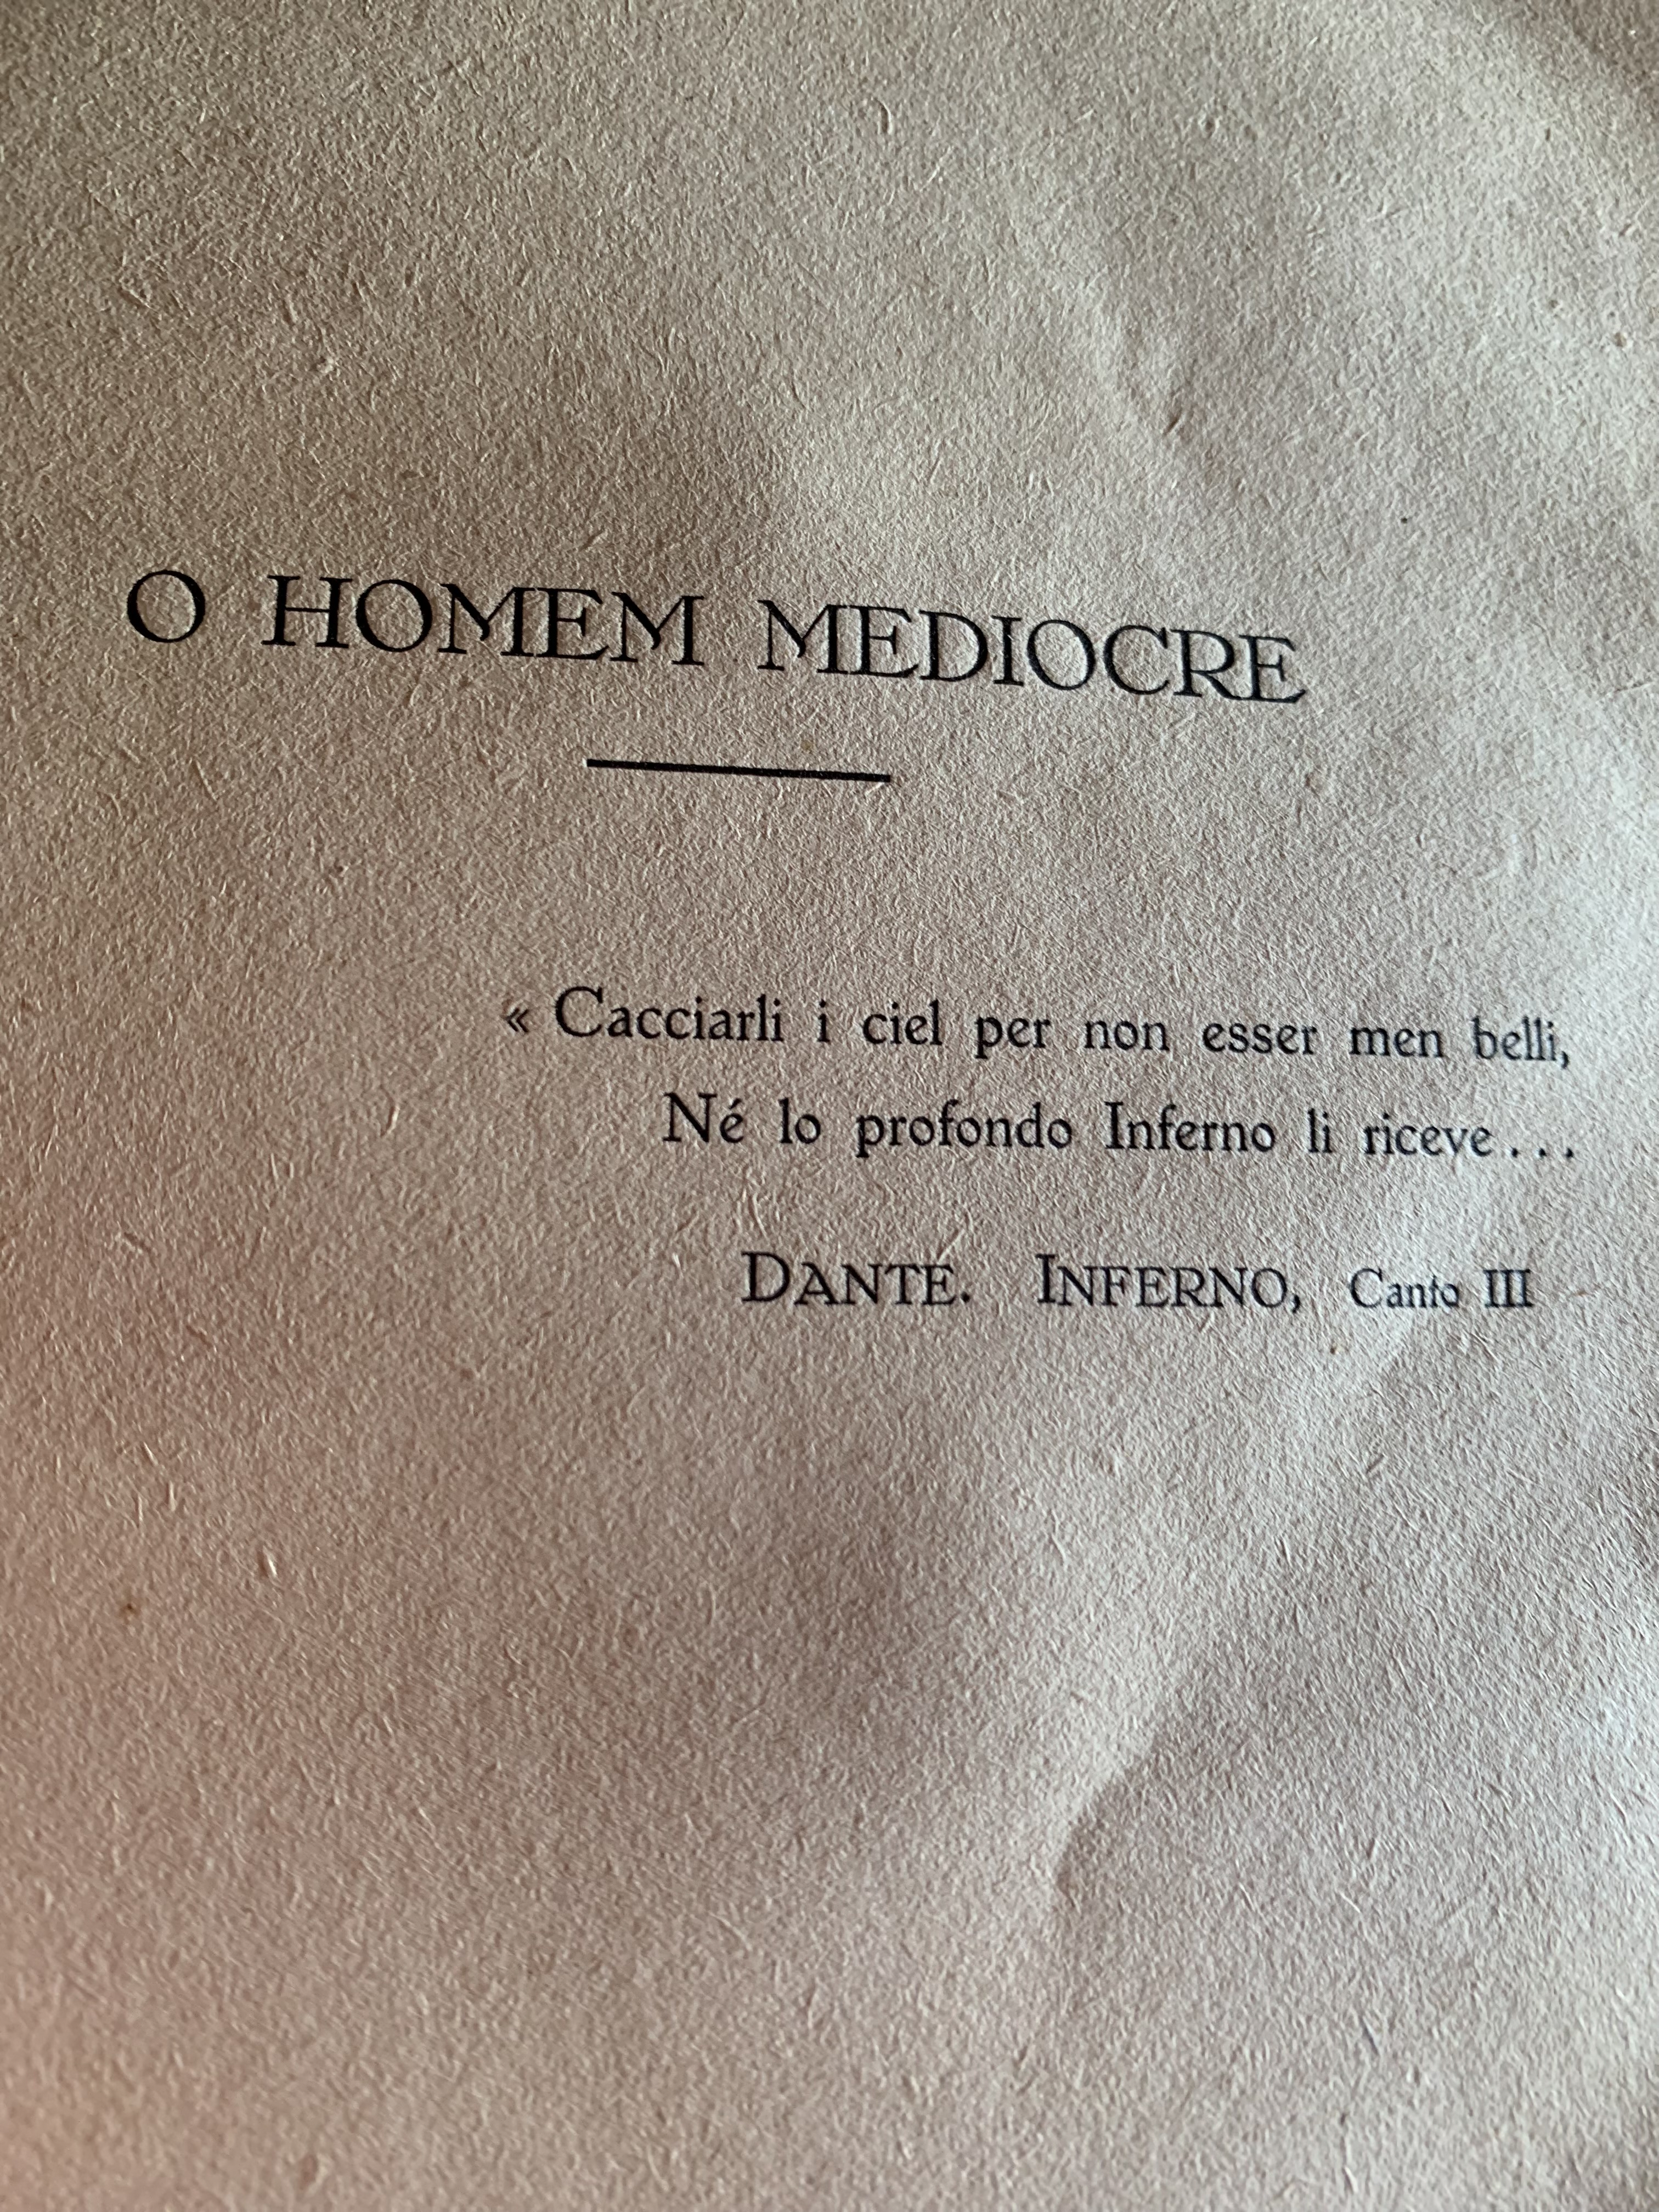 O HOMEM MEDIOCRE
« Cacciarli i ciel per non esser men belli,
Né lo profondo Inferno li riceve...
DANTE. INFERNO, Canto III